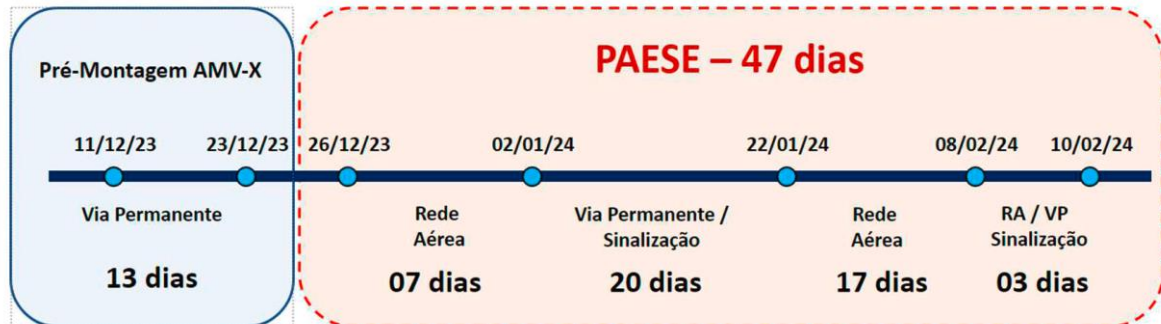 Pré-Montagem AMV-X
PAESE – 47 dias
11/12/23 23/12/23 26/12/23 02/01/24 22/01/24 08/02/24 10/02/24
Via Permanente
Rede
Aérea
Via Permanente /
Sinalização
Rede
Aérea
RA / VP
Sinalização
13 dias
07 dias
20 dias
17 dias
03 dias